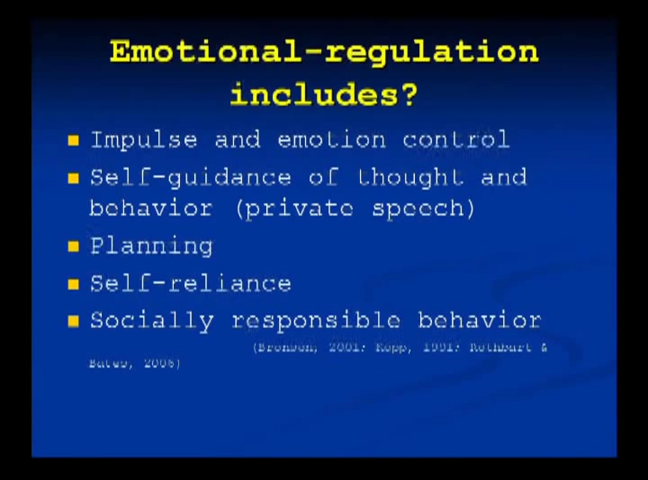 Emotional-regulation
includes?
Impulse and emotion control
Self-guidance of thought and
behavior (private speech)
Planning
Self-reliance
Socially responsible behavior
(Bronson, 2001; Kopp, 1991; Rothbart &
Bates, 2006)